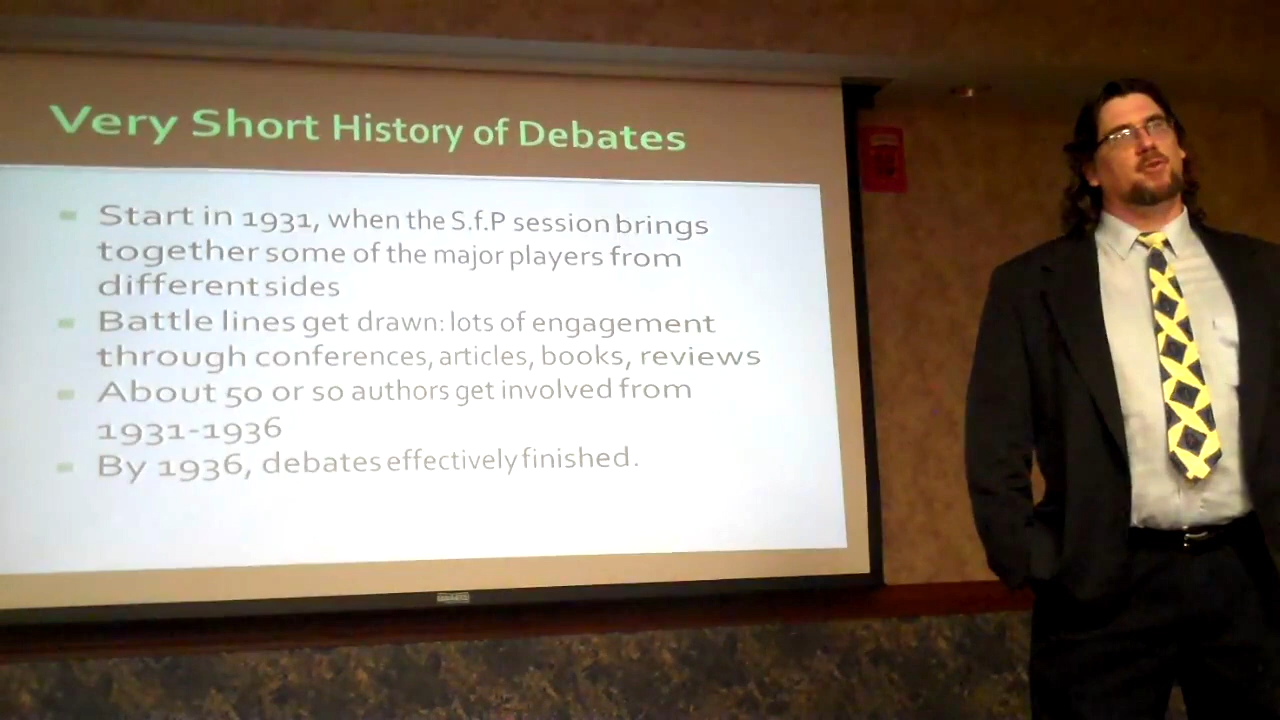 Very Short History of Debates
Start in 1931, when the S.f.P session brings
together some of the major players from
different sides
Battle lines get drawn: lots of engagement
through conferences, articles, books, reviews
About 50 or so authors get involved from
1931-1936
By 1936, debates effectively finished.